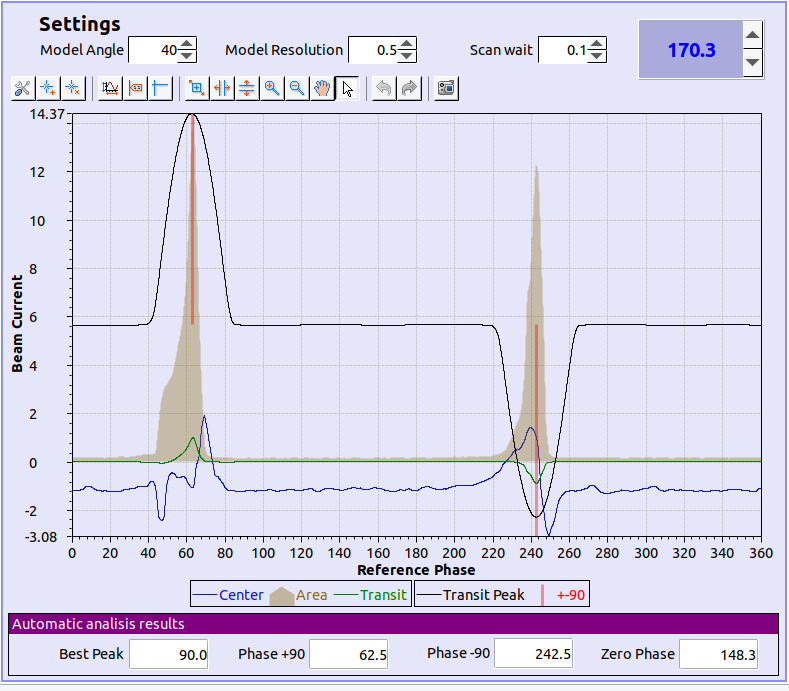 Settings
Model Angle 40 Model Resolution 0.5 Scan wait 0.1 170.3
14.37
12
10
8
6
4
2
0
-2
-3.08
Beam Current
0 20 40 60 80 100 120 140 160 180 200 220 240 260 280 300 320 340 360
Reference Phase
Center Area Transit Transit Peak +-90
Automatic analisis results
Best Peak 90.0 Phase +90 62.5 Phase -90 242.5 Zero Phase 148.3